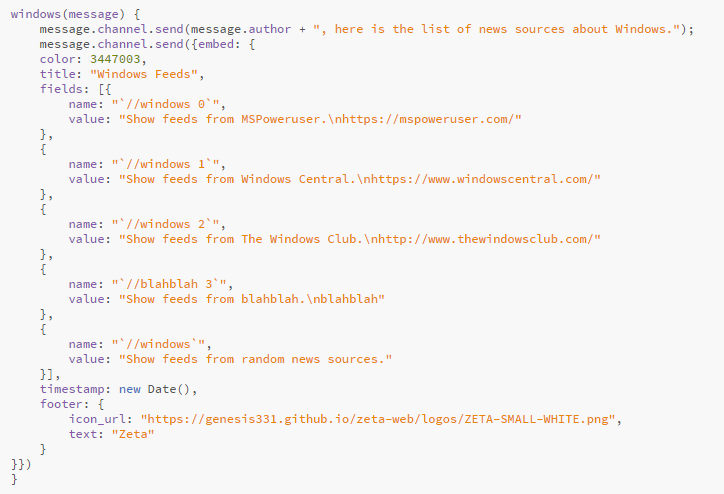 windows(message) {
    message.channel.send(message.author + ", here is the list of news sources about Windows.");
    message.channel.send({embed: {
    color: 3447003,
    title: "Windows Feeds",
    fields: [{
        name: "`//windows 0`",
        value: "Show feeds from MSPoweruser.\nhttps://mspoweruser.com/"
    },
    {
        name: "`//windows 1`",
        value: "Show feeds from Windows Central.\nhttps://www.windowscentral.com/"
    },
    {
        name: "`//windows 2`",
        value: "Show feeds from The Windows Club.\nhttp://www.thewindowsclub.com/"
    },
    {
        name: "`//blahblah 3`",
        value: "Show feeds from blahblah.\nblahblah"
    },
    {
        name: "`//windows`",
        value: "Show feeds from random news sources."
    }],
    timestamp: new Date(),
    footer: {
        icon_url: "https://genesis331.github.io/zeta-web/logos/ZETA-SMALL-WHITE.png",
        text: "Zeta"
    }
}})
}